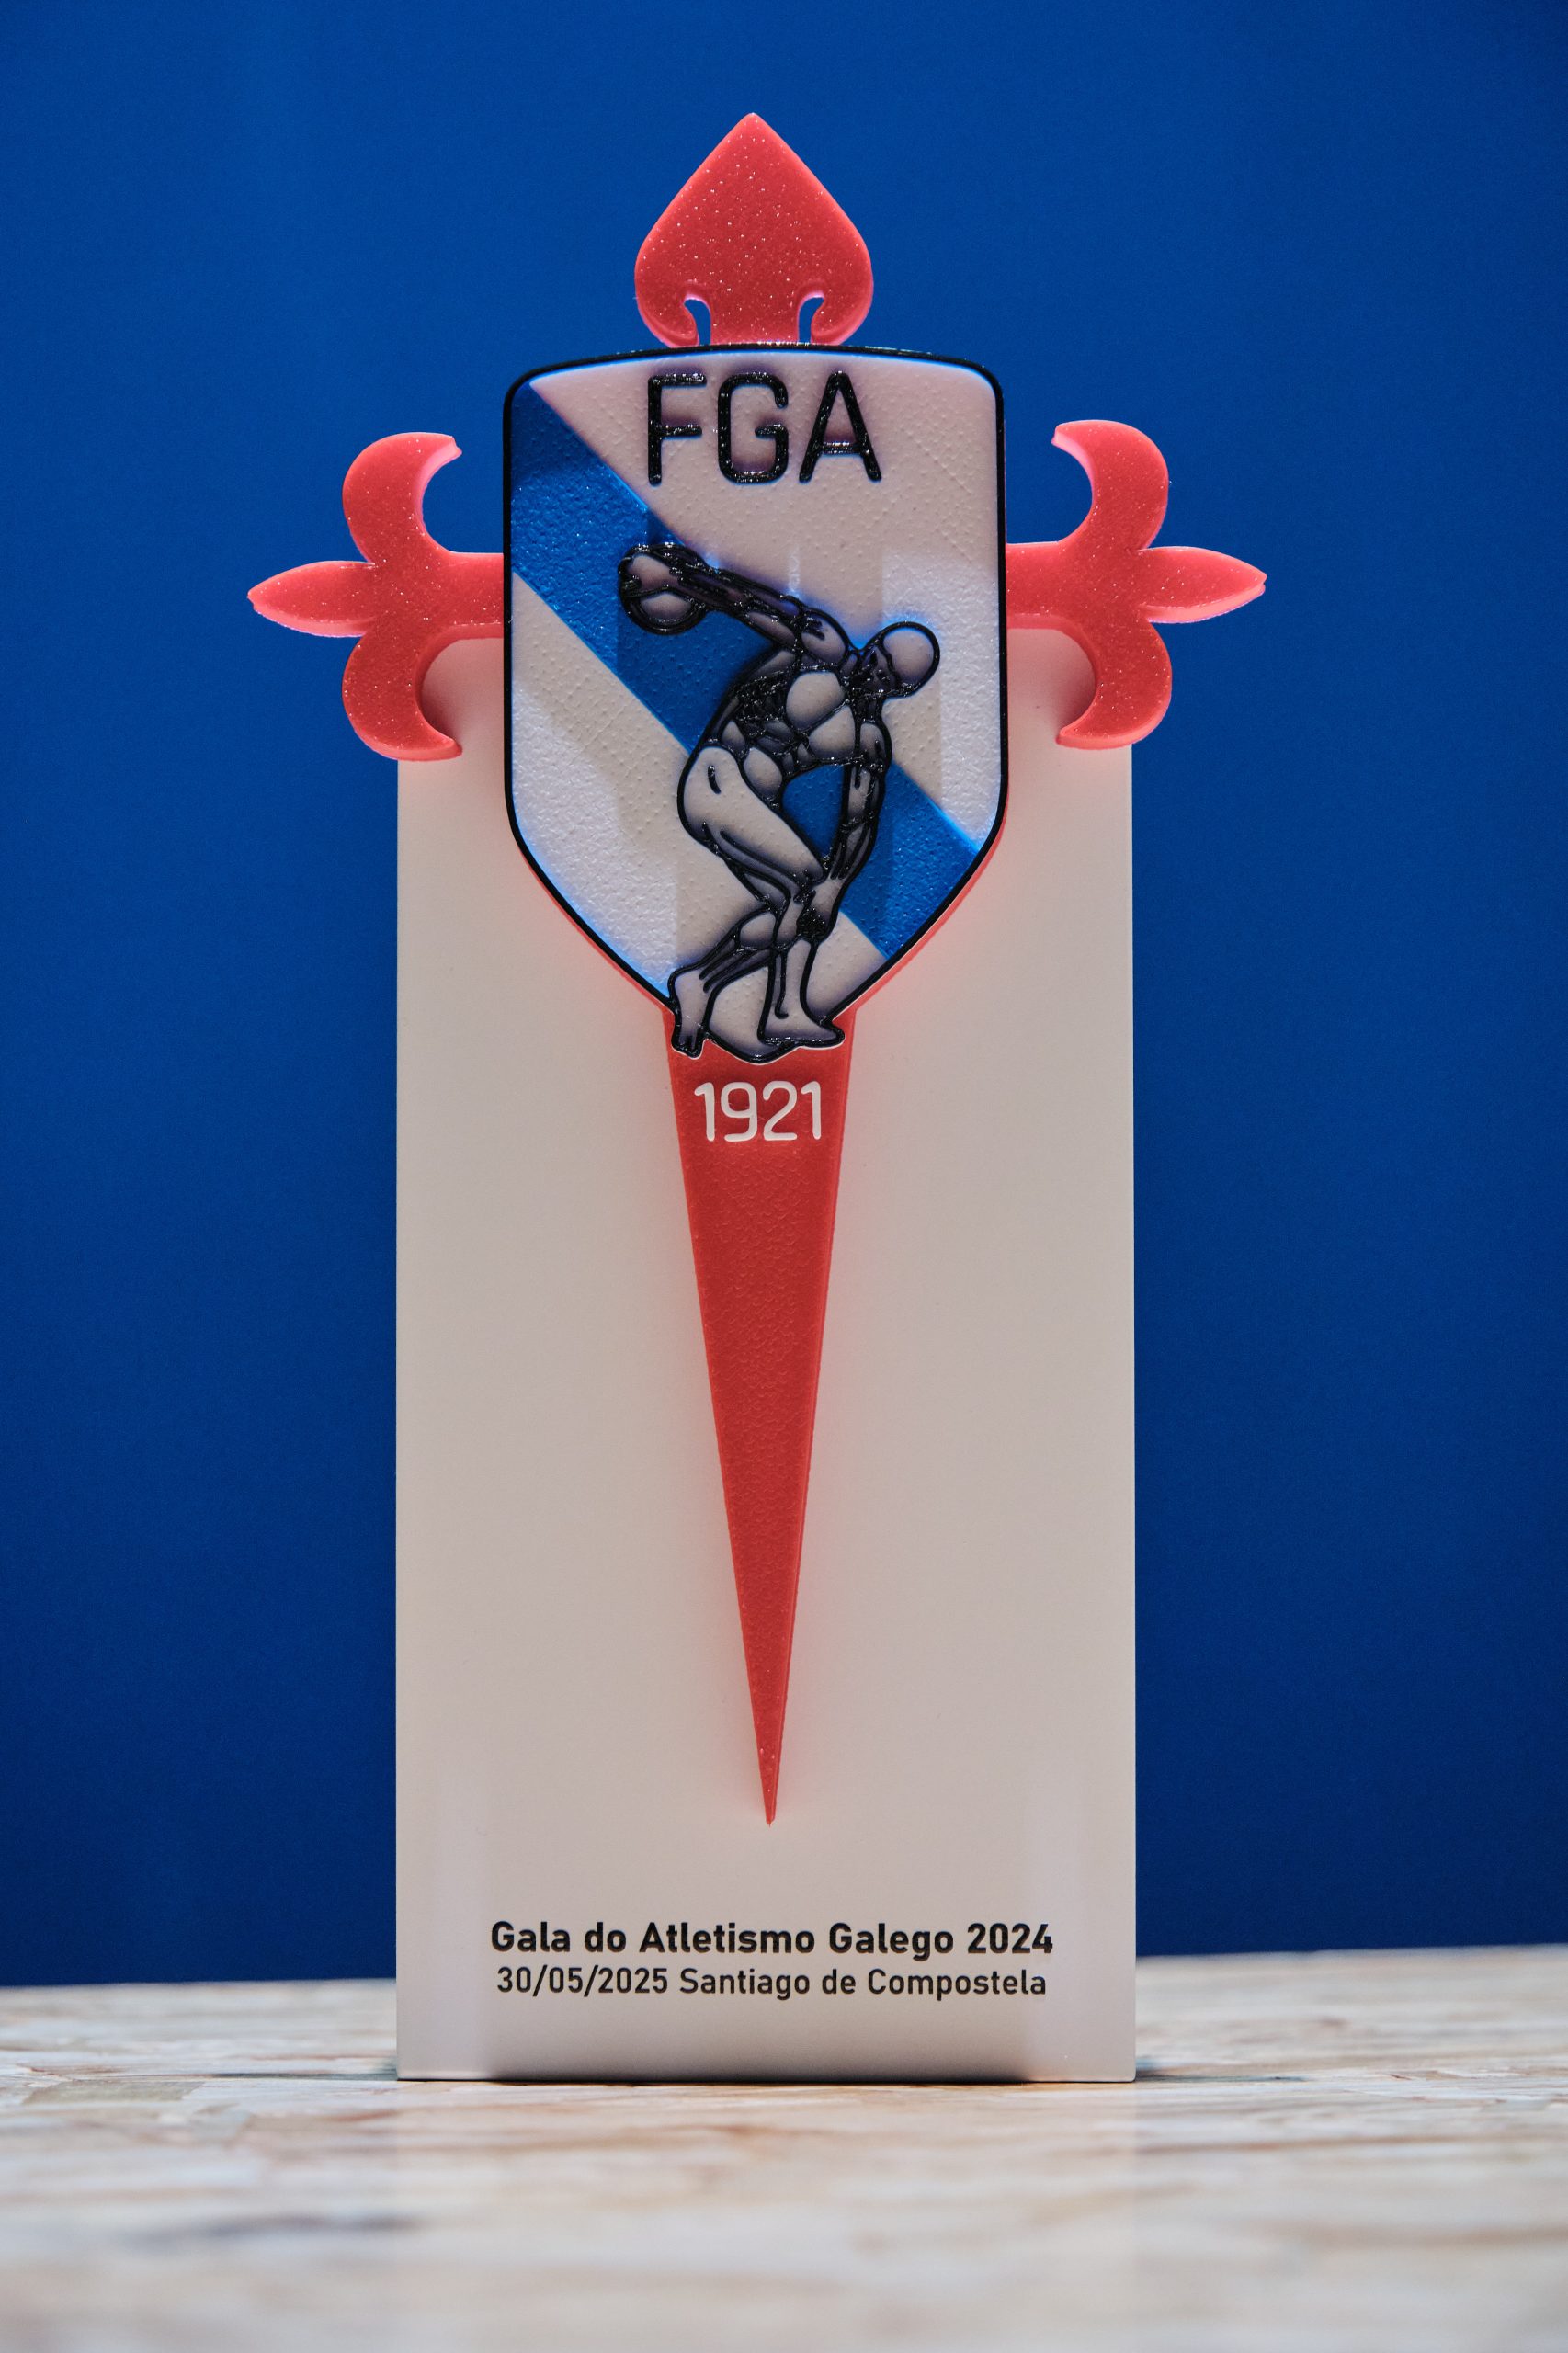 FGA
1921
Gala do Atletismo Galego 2024
30/05/2025 Santiago de Compostela